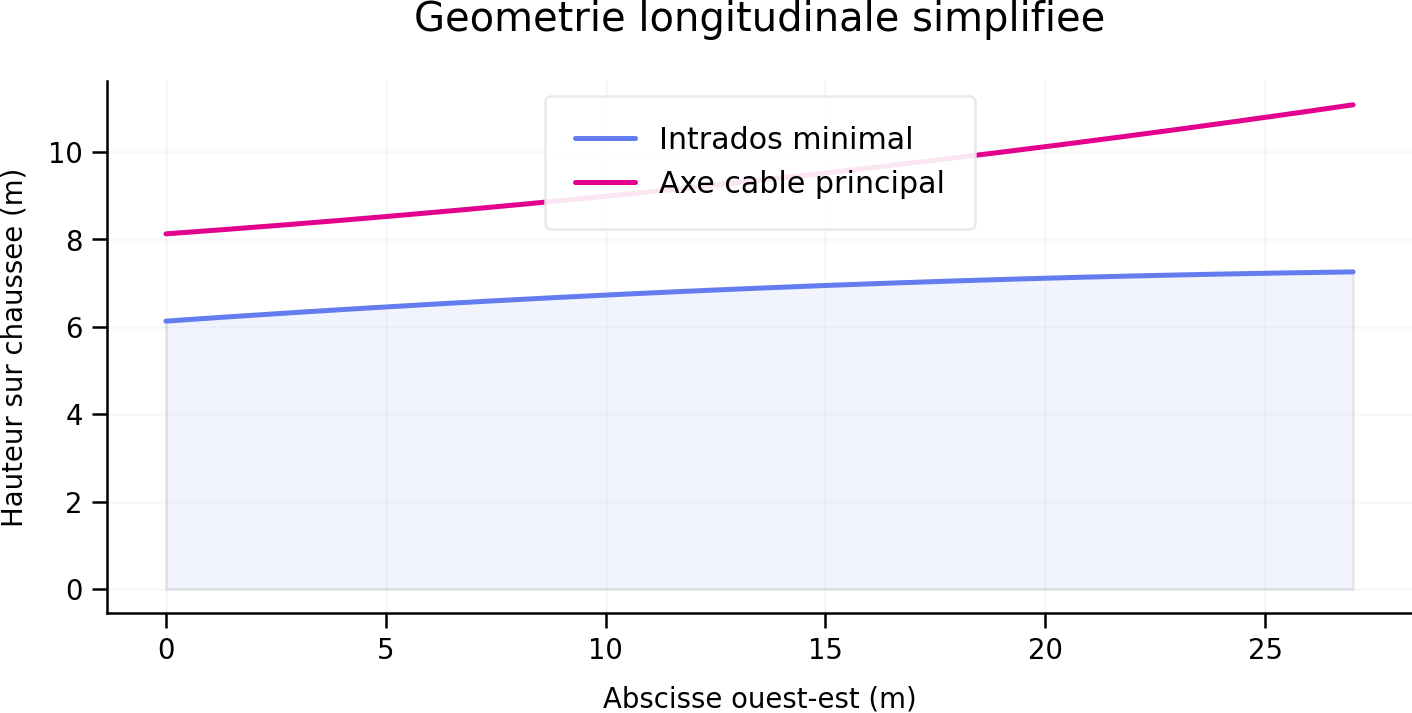 Geometrie longitudinale simplifiee
Intrados minimal
Axe cable principal
Hauteur sur chaussee (m)
10
8
6
4
2
0
0 5 10 15 20 25
Abscisse ouest-est (m)